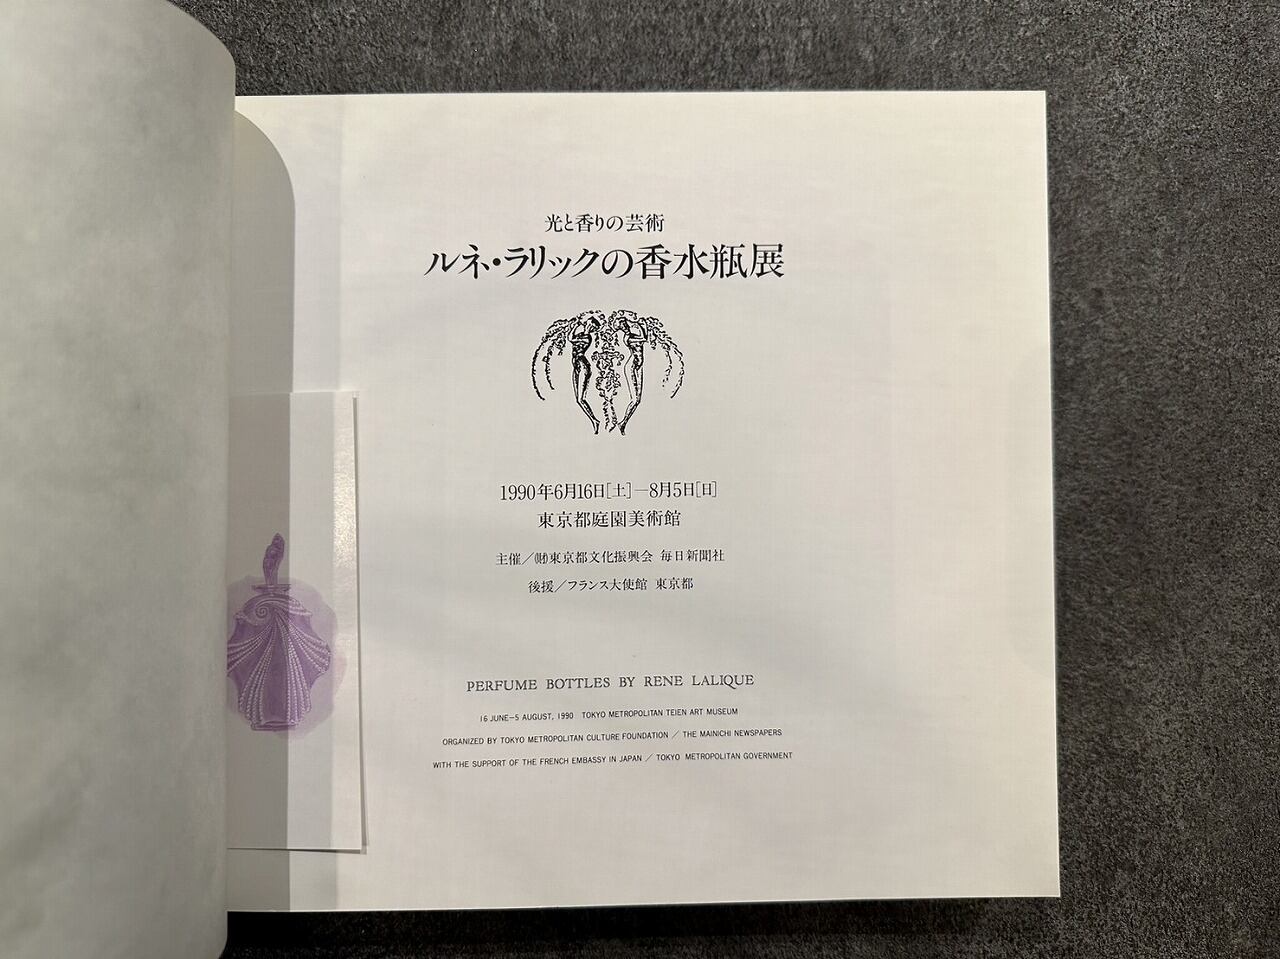 光と香りの芸術
ルネ・ラリックの香水瓶展
1990年6月16日[土]—8月5日[日]
東京都庭園美術館
主催／㈶東京都文化振興会 毎日新聞社
後援／フランス大使館 東京都
PERFUME BOTTLES BY RENE LALIQUE
16 JUNE–5 AUGUST, 1990 TOKYO METROPOLITAN TEIEN ART MUSEUM
ORGANIZED BY TOKYO METROPOLITAN CULTURE FOUNDATION / THE MAINICHI NEWSPAPERS
WITH THE SUPPORT OF THE FRENCH EMBASSY IN JAPAN / TOKYO METROPOLITAN GOVERNMENT